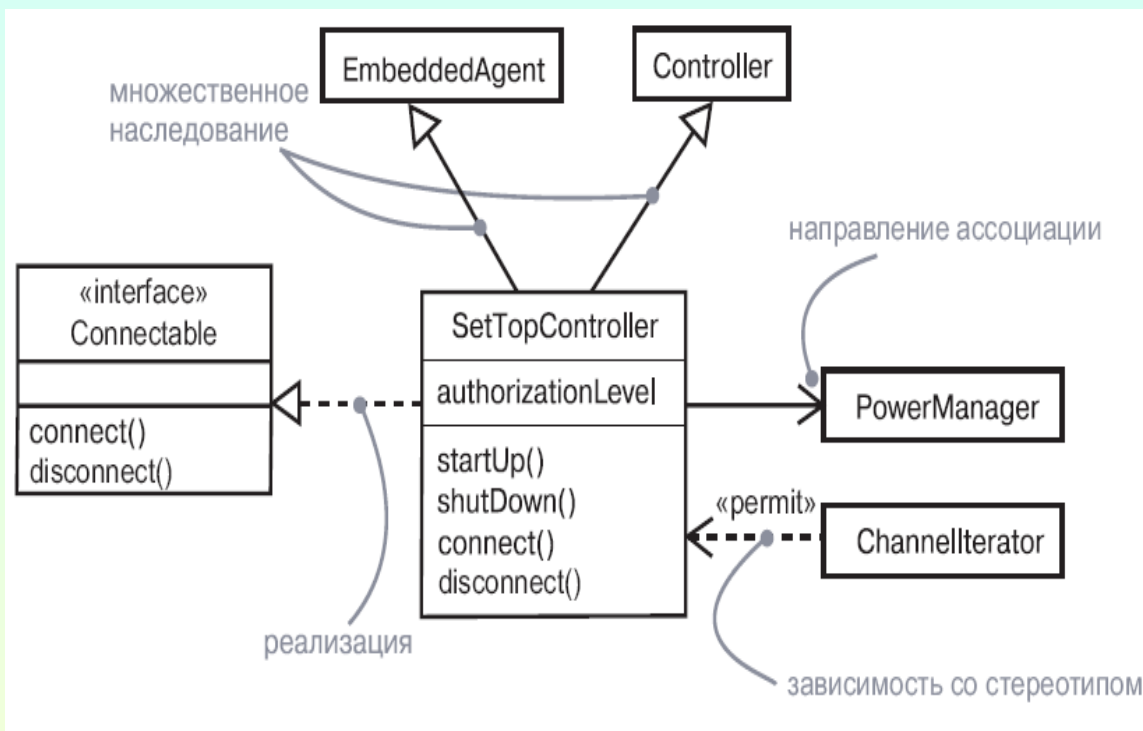 EmbeddedAgent
Controller
множественное
наследование
направление ассоциации
«interface»
Connectable
connect()
disconnect()
SetTopController
authorizationLevel
startUp()
shutDown()
connect()
disconnect()
PowerManager
«permit»
ChannelIterator
реализация
зависимость со стереотипом